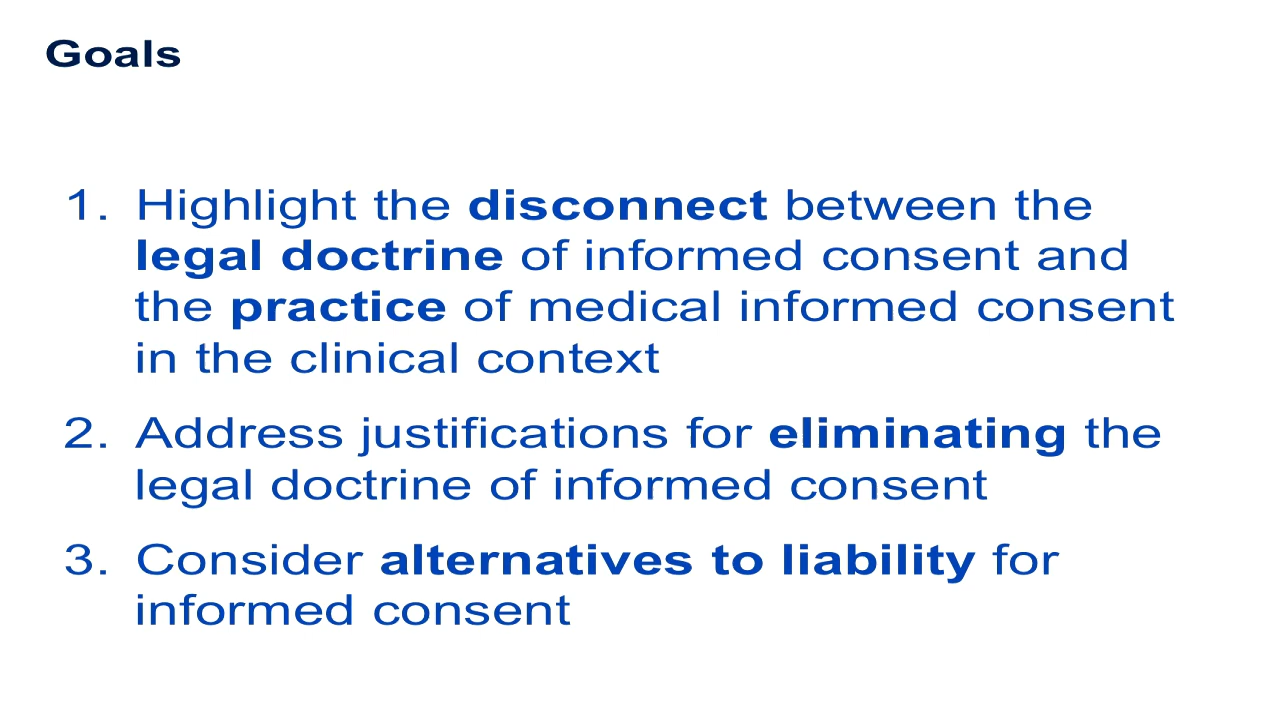 Goals
1. Highlight the disconnect between the
legal doctrine of informed consent and
the practice of medical informed consent
in the clinical context
2. Address justifications for eliminating the
legal doctrine of informed consent
3. Consider alternatives to liability for
informed consent